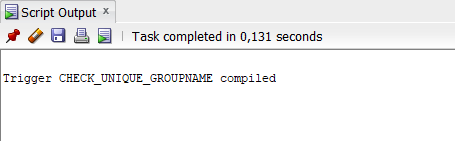 Script Output x
Task completed in 0,131 seconds
Trigger CHECK_UNIQUE_GROUPNAME compiled